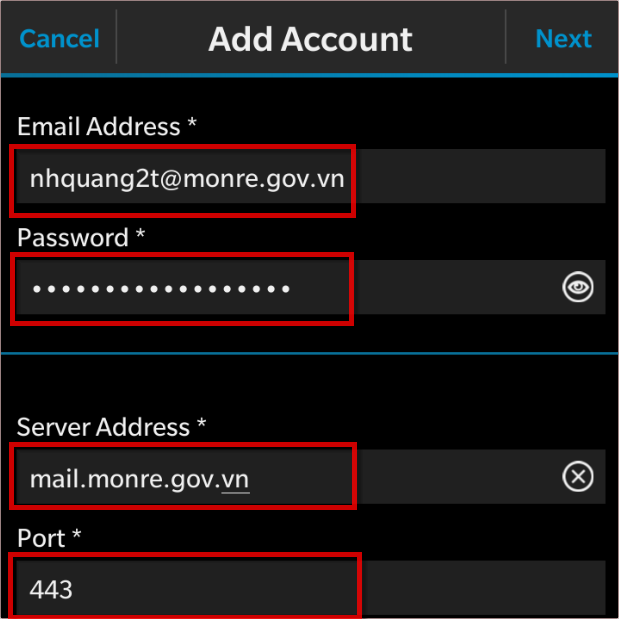 Cancel
Add Account
Next
Email Address *
nhquang2t@monre.gov.vn
Password *
••••••••••••••••••
Server Address *
mail.monre.gov.vn
Port *
443